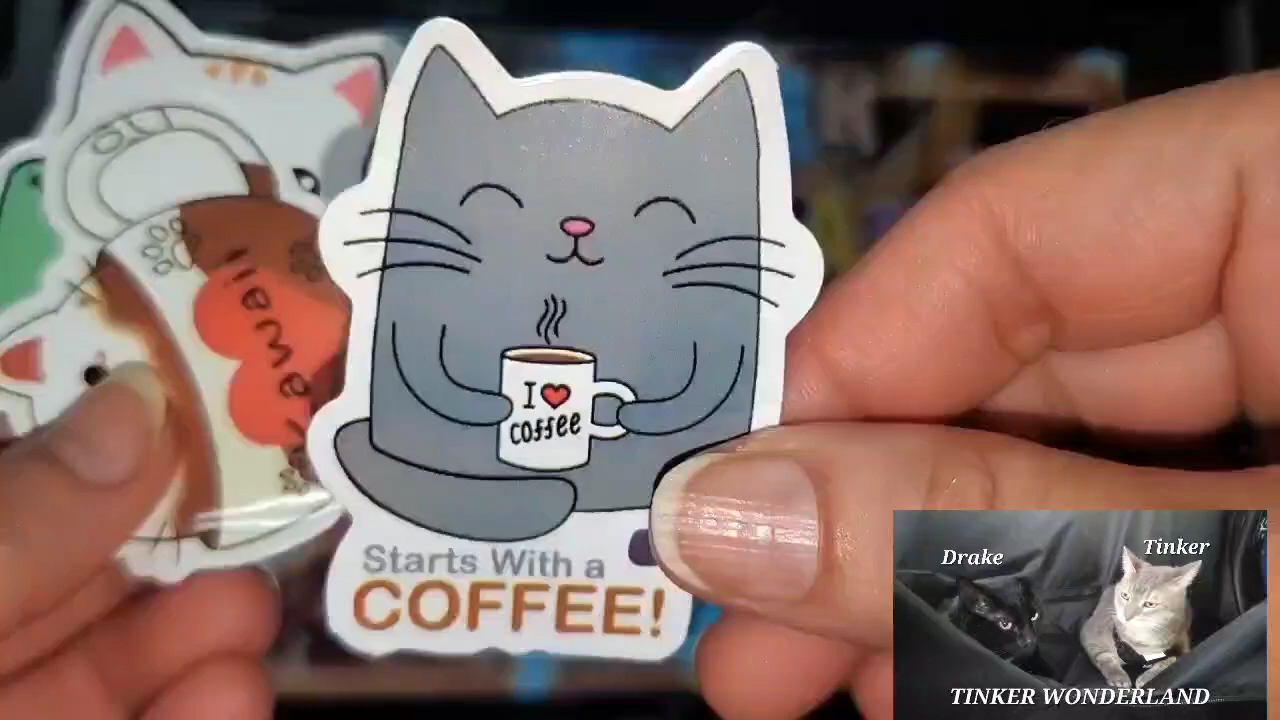 I ❤ 
coffee
Starts With a
COFFEE!
Drake
Tinker
TINKER WONDERLAND